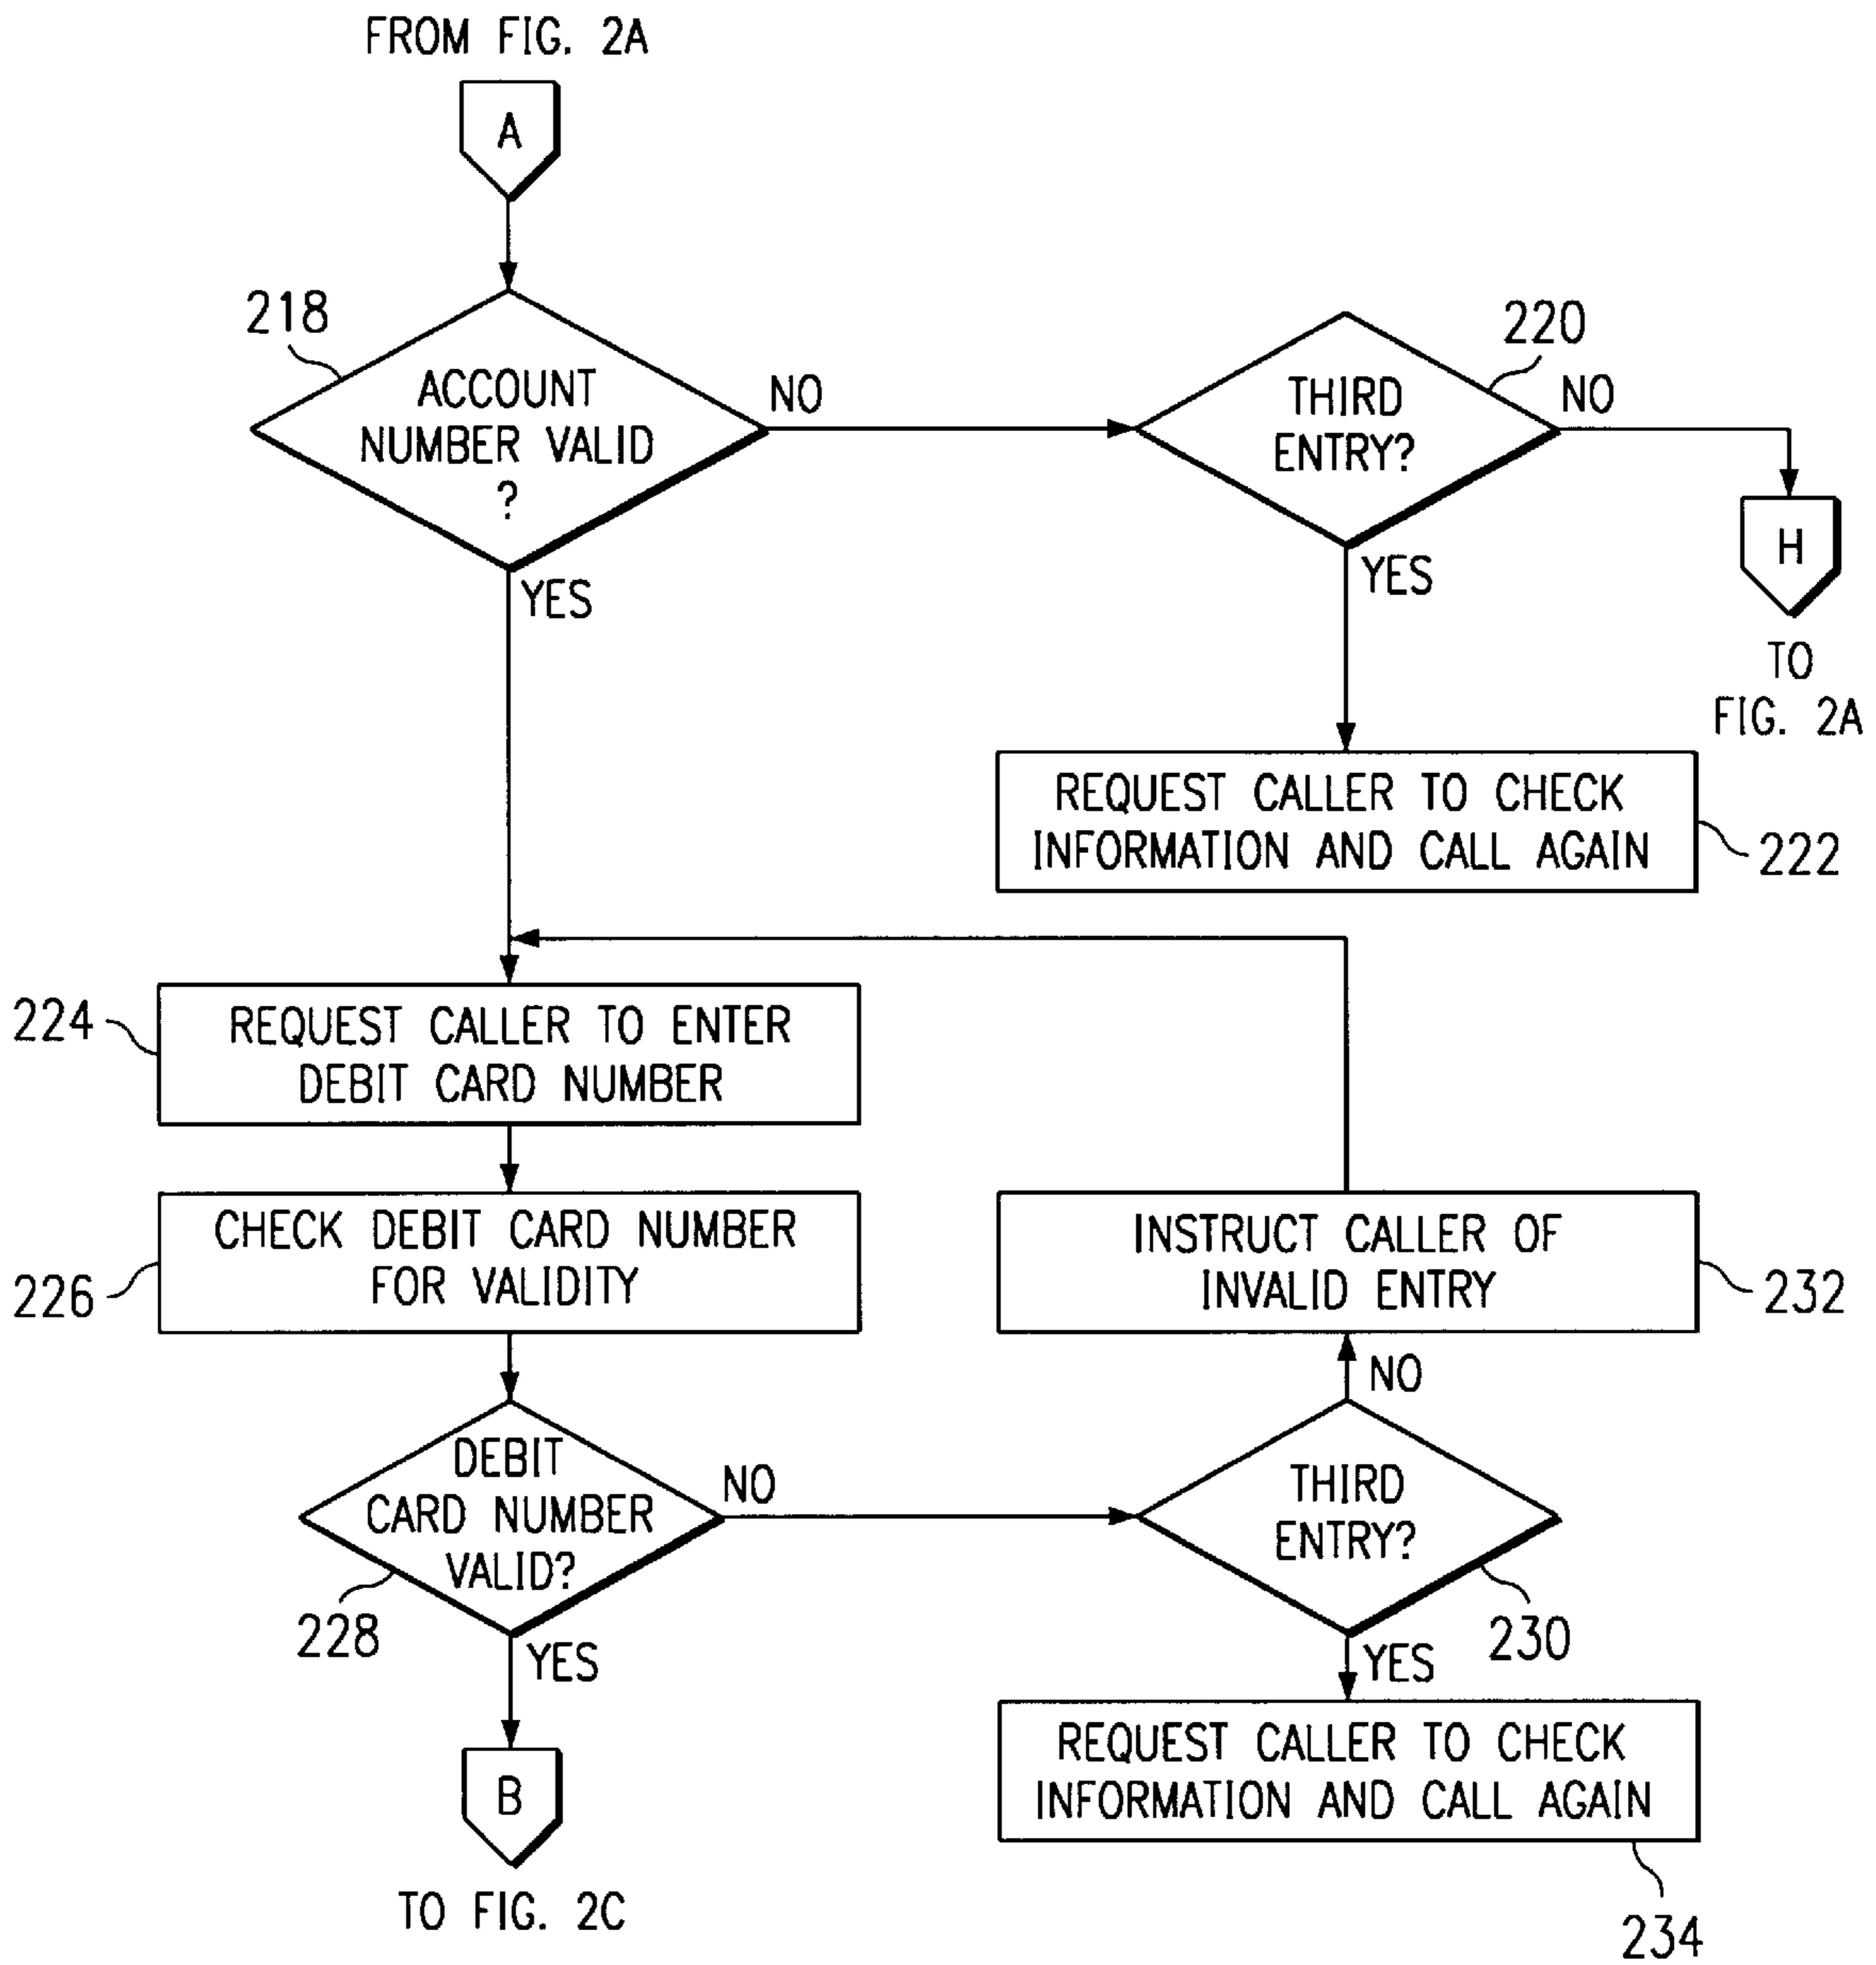 FROM FIG. 2A
A
218
ACCOUNT
NUMBER VALID
?
NO
YES
220
THIRD
ENTRY?
NO
YES
H
TO
FIG. 2A
REQUEST CALLER TO CHECK
INFORMATION AND CALL AGAIN
222
224
REQUEST CALLER TO ENTER
DEBIT CARD NUMBER
226
CHECK DEBIT CARD NUMBER
FOR VALIDITY
INSTRUCT CALLER OF
INVALID ENTRY
232
NO
DEBIT
CARD NUMBER
VALID?
228
NO
YES
THIRD
ENTRY?
230
YES
B
TO FIG. 2C
REQUEST CALLER TO CHECK
INFORMATION AND CALL AGAIN
234